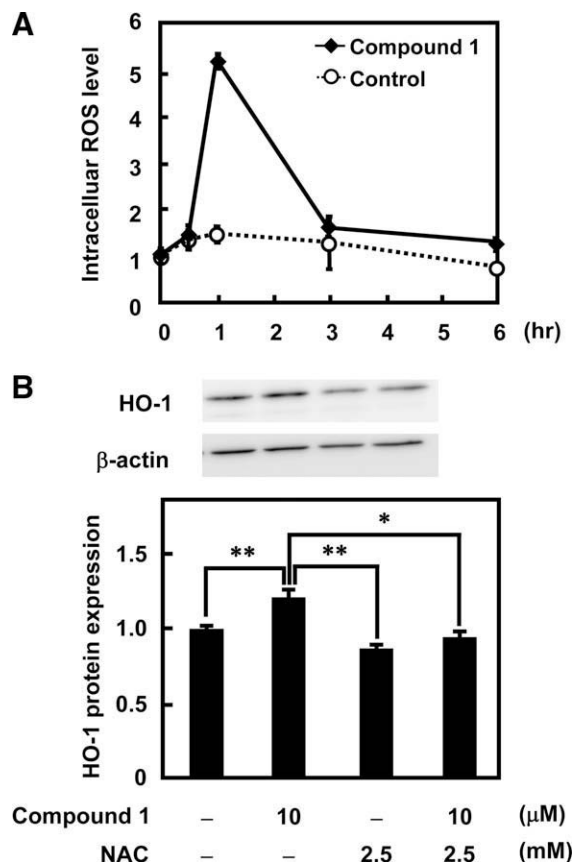 A
6
5
4
3
2
1
0
Intracelluar ROS level
Compound 1
Control
0 1 2 3 4 5 6 (hr)
B
HO-1
β-actin
HO-1 protein expression
1.5
1.0
0.5
0
** ** *
Compound 1 – 10 – 10 (μM)
NAC – – 2.5 2.5 (mM)